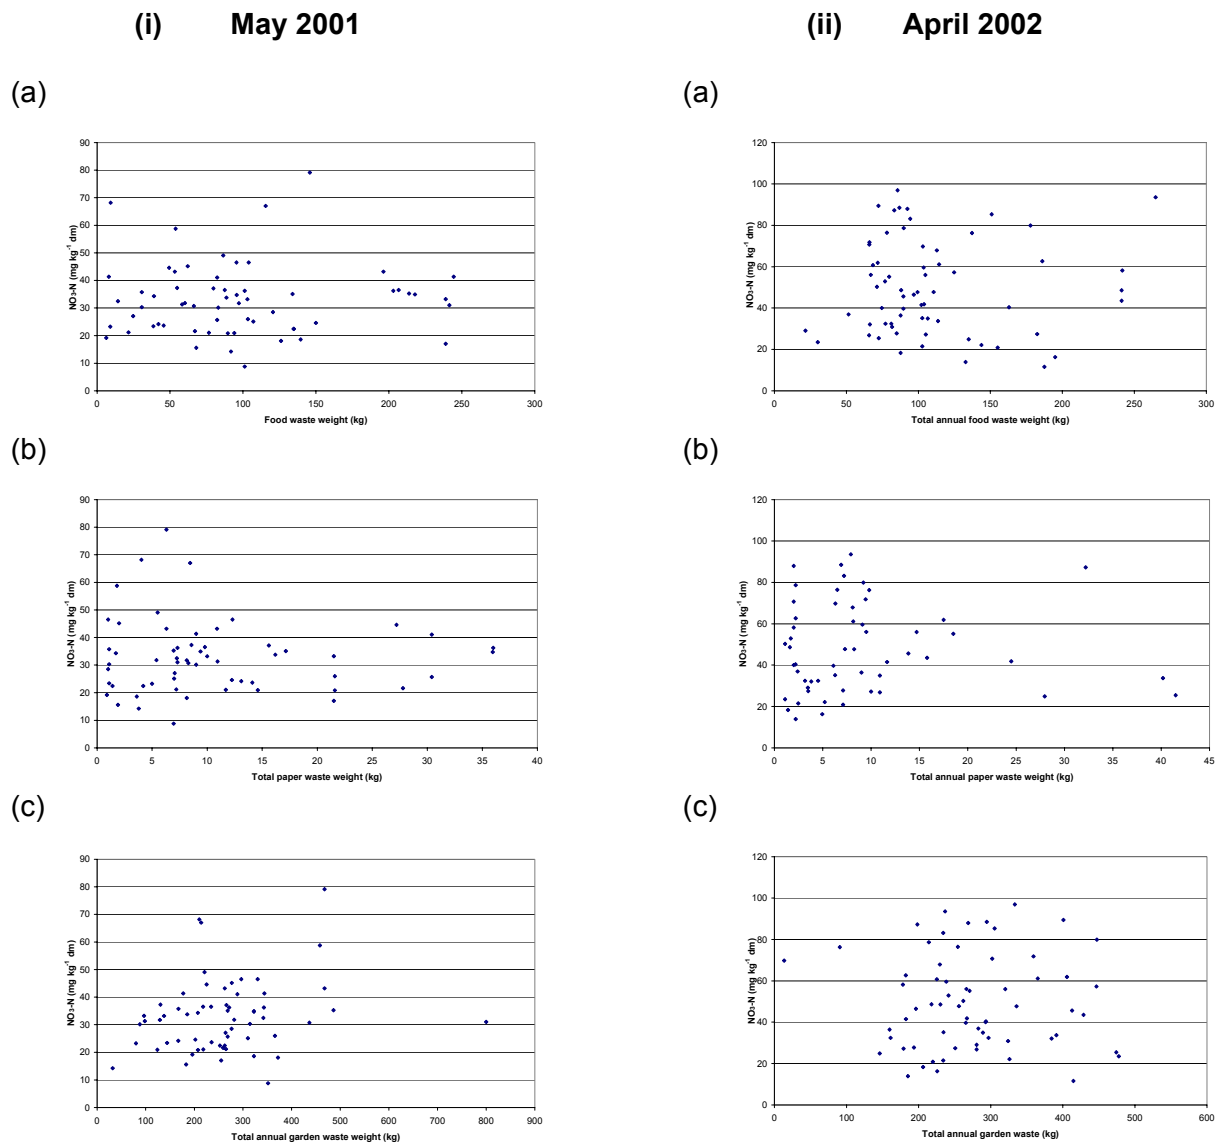 (i) May 2001
(ii) April 2002
(a)
90
80
70
60
50
40
30
20
10
0
NO₃-N (mg kg⁻¹ dm)
0 50 100 150 200 250 300
Food waste weight (kg)
(a)
120
100
80
60
40
20
0
NO₃-N (mg kg⁻¹ dm)
0 50 100 150 200 250 300
Total annual food waste weight (kg)
(b)
90
80
70
60
50
40
30
20
10
0
NO₃-N (mg kg⁻¹ dm)
0 5 10 15 20 25 30 35 40
Total paper waste weight (kg)
(b)
120
100
80
60
40
20
0
NO₃-N (mg kg⁻¹ dm)
0 5 10 15 20 25 30 35 40 45
Total annual paper waste weight (kg)
(c)
90
80
70
60
50
40
30
20
10
0
NO₃-N (mg kg⁻¹ dm)
0 100 200 300 400 500 600 700 800 900
Total annual garden waste weight (kg)
(c)
120
100
80
60
40
20
0
NO₃-N (mg kg⁻¹ dm)
0 100 200 300 400 500 600
Total annual garden waste (kg)